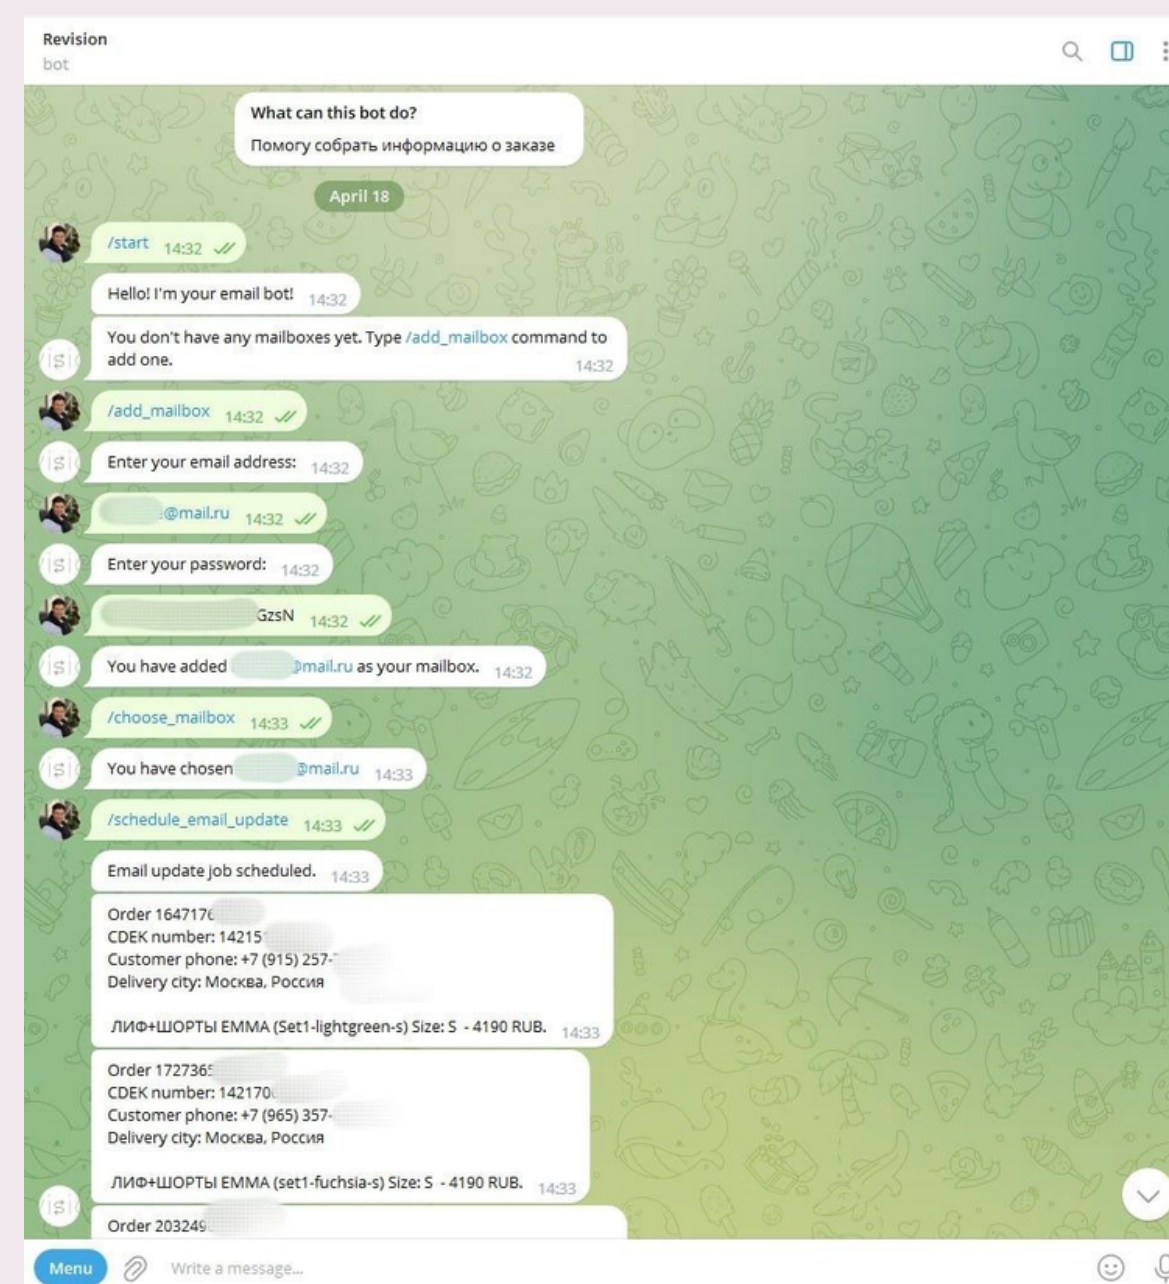 Revision
bot
What can this bot do?
Помогу собрать информацию о заказе
April 18
/start 14:32
Hello! I'm your email bot! 14:32
You don't have any mailboxes yet. Type /add_mailbox command to
add one. 14:32
/add_mailbox 14:32
Enter your email address: 14:32
@mail.ru 14:32
Enter your password: 14:32
GzsN 14:32
You have added @mail.ru as your mailbox. 14:32
/choose_mailbox 14:33
You have chosen @mail.ru 14:33
/schedule_email_update 14:33
Email update job scheduled. 14:33
Order 164717
CDEK number: 14215
Customer phone: +7 (915) 257-
Delivery city: Москва, Россия
ЛИФ+ШОРТЫ EMMA (Set1-lightgreen-s) Size: S - 4190 RUB. 14:33
Order 172736
CDEK number: 142170
Customer phone: +7 (965) 357-
Delivery city: Москва, Россия
ЛИФ+ШОРТЫ EMMA (set1-fuchsia-s) Size: S - 4190 RUB. 14:33
Order 203249
Menu
Write a message...